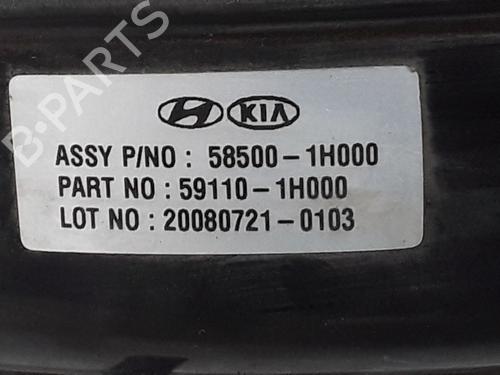 KIA
ASSY P/NO : 58500-1H000
PART NO : 59110-1H000
LOT NO : 20080721-0103
B-PARTS